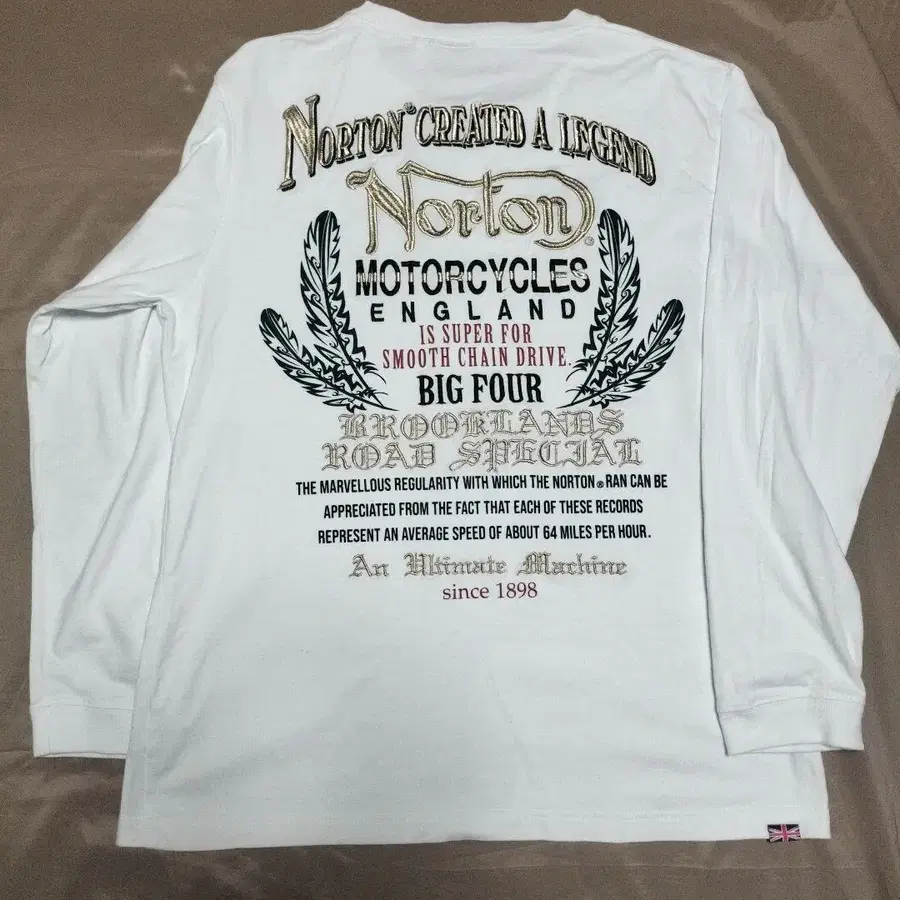 NORTON® CREATED A LEGEND
Norton®
MOTORCYCLES
ENGLAND
IS SUPER FOR
SMOOTH CHAIN DRIVE.
BIG FOUR
BROOKLANDS
ROAD SPECIAL
THE MARVELLOUS REGULARITY WITH WHICH THE NORTON® RAN CAN BE
APPRECIATED FROM THE FACT THAT EACH OF THESE RECORDS
REPRESENT AN AVERAGE SPEED OF ABOUT 64 MILES PER HOUR.
An Ultimate Machine
since 1898